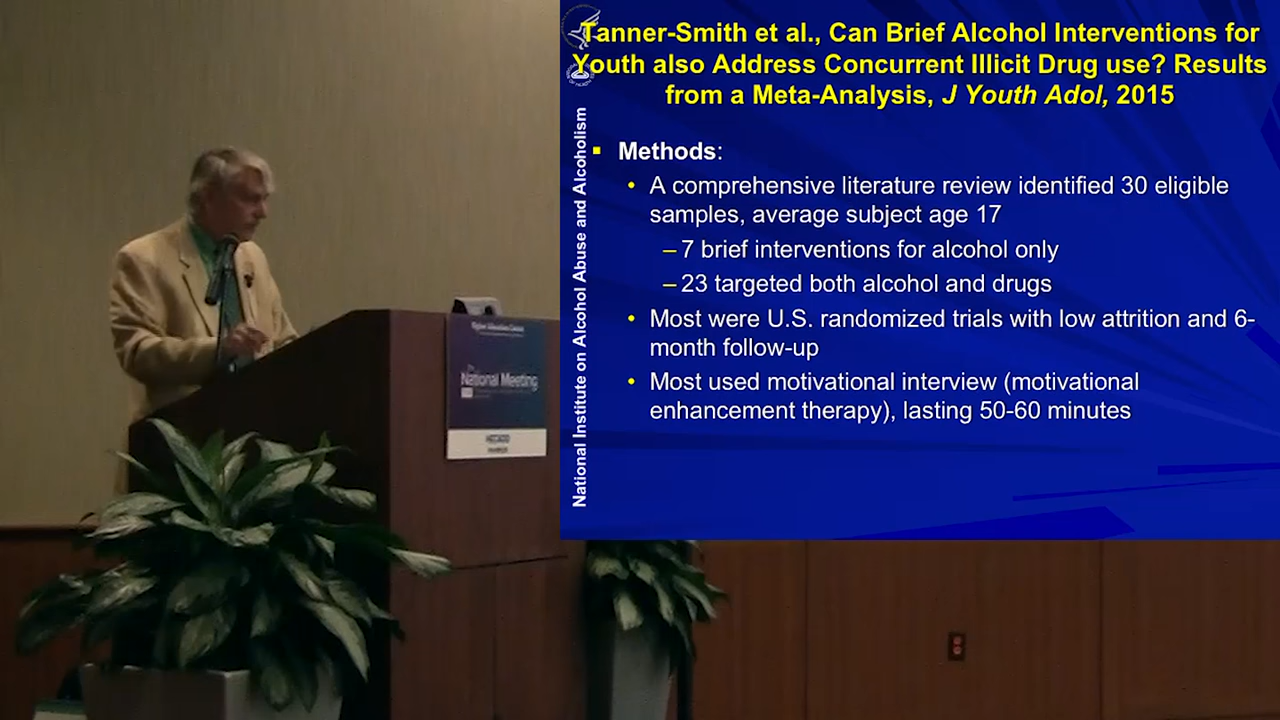 Tanner-Smith et al., Can Brief Alcohol Interventions for
Youth also Address Concurrent Illicit Drug use? Results
from a Meta-Analysis, J Youth Adol, 2015
National Institute on Alcohol Abuse and Alcoholism
▪ Methods:
• A comprehensive literature review identified 30 eligible
samples, average subject age 17
–7 brief interventions for alcohol only
–23 targeted both alcohol and drugs
• Most were U.S. randomized trials with low attrition and 6-
month follow-up
• Most used motivational interview (motivational
enhancement therapy), lasting 50-60 minutes
National Meeting